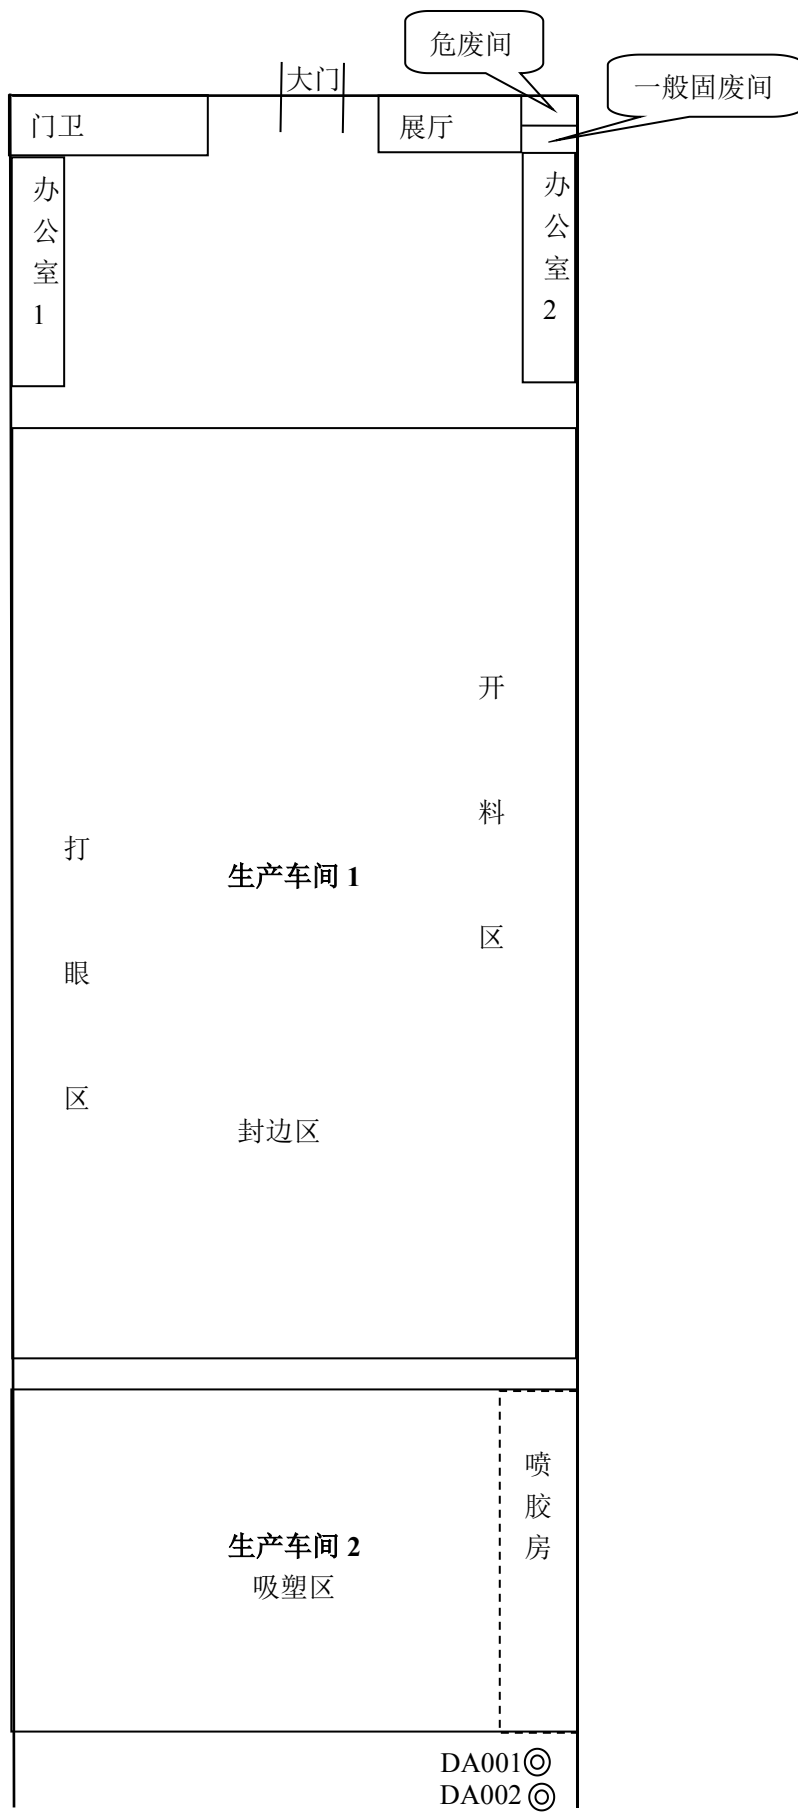 危废间
大门
一般固废间
门卫
展厅
办公室1
办公室2
开料区
打眼区
生产车间 1
封边区
喷胶房
生产车间 2
吸塑区
DA001
DA002